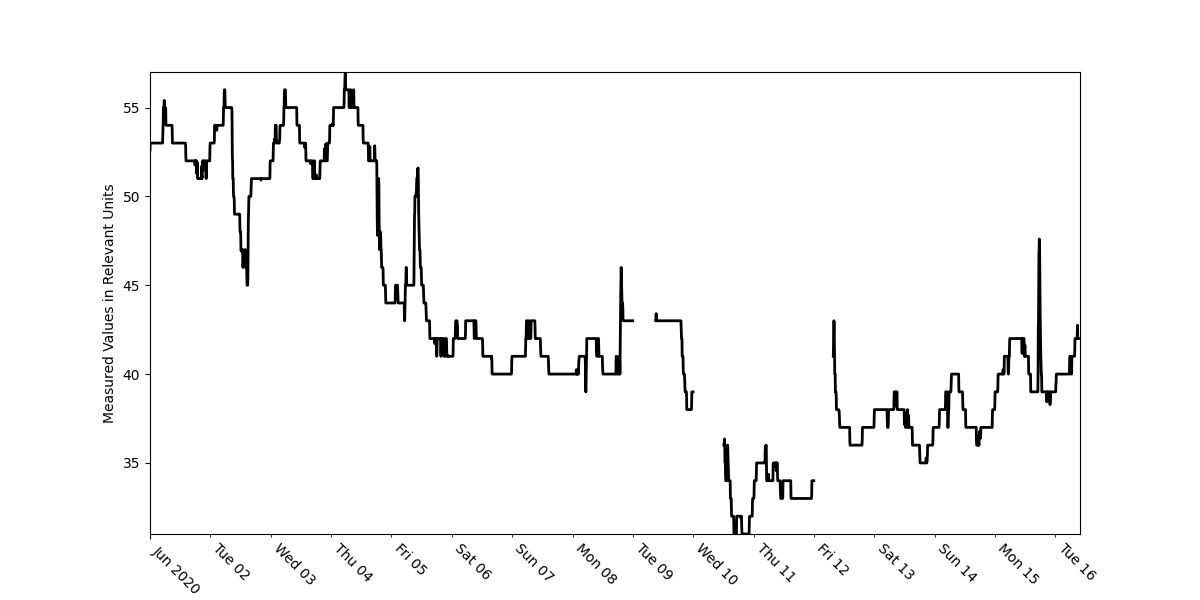 55
50
45
40
35
Measured Values in Relevant Units
Jun 2020
Tue 02
Wed 03
Thu 04
Fri 05
Sat 06
Sun 07
Mon 08
Tue 09
Wed 10
Thu 11
Fri 12
Sat 13
Sun 14
Mon 15
Tue 16